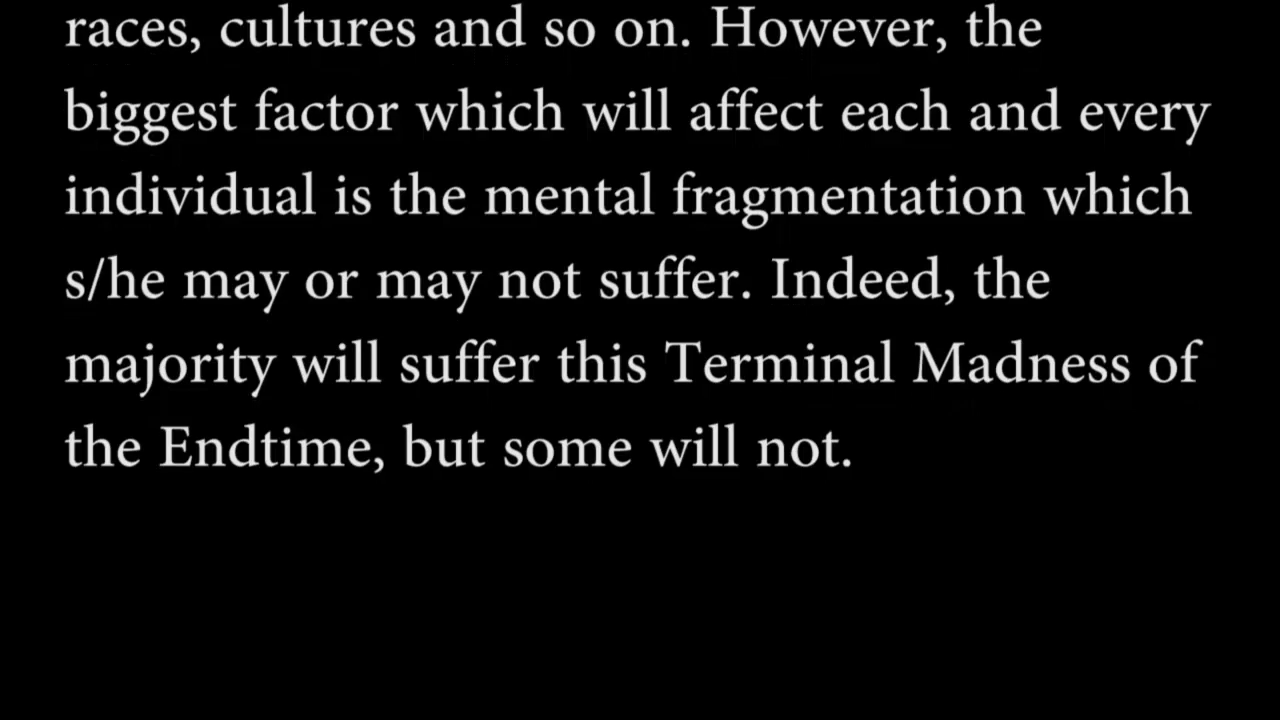 races, cultures and so on. However, the
biggest factor which will affect each and every
individual is the mental fragmentation which
s/he may or may not suffer. Indeed, the
majority will suffer this Terminal Madness of
the Endtime, but some will not.